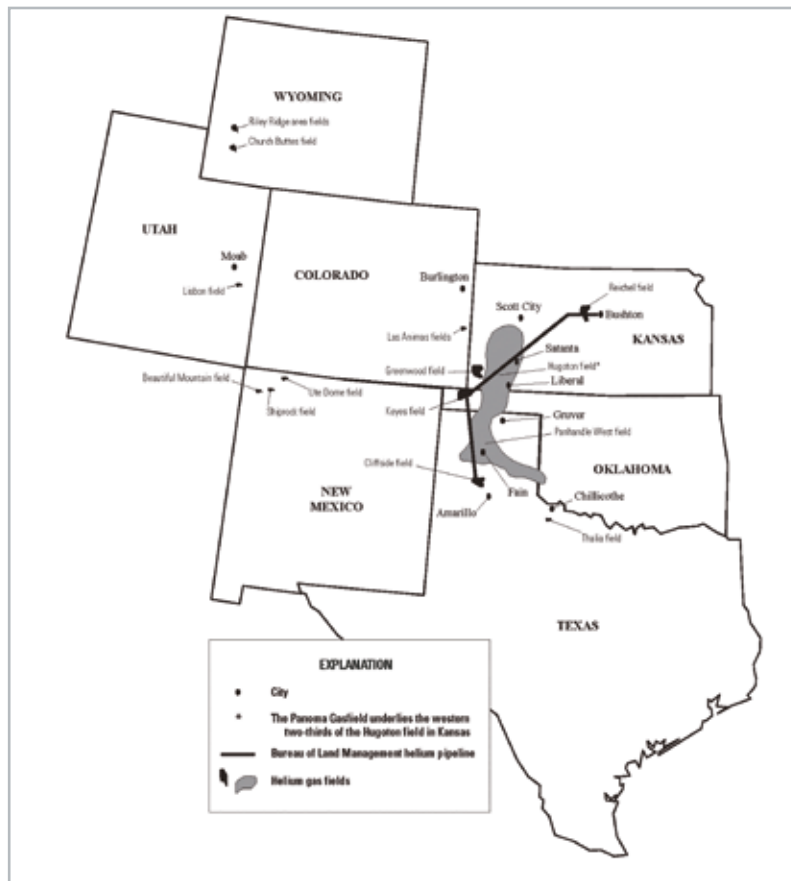 WYOMING
Riley Ridge area fields
Church Buttes field
UTAH
Moab
Lisbon field
COLORADO
Burlington
Las Animas fields
Scott City
Reichel field
Bushton
KANSAS
Satanta
Greenwood field
Hugoton field*
Liberal
Beautiful Mountain field
Ute Dome field
Shiprock field
Keyes field
Gruver
Panhandle West field
OKLAHOMA
Cliffside field
Fain
NEW
MEXICO
Amarillo
Chillicothe
Thalia field
TEXAS
EXPLANATION
City
* The Panoma Gasfield underlies the western
two-thirds of the Hugoton field in Kansas
Bureau of Land Management helium pipeline
Helium gas fields